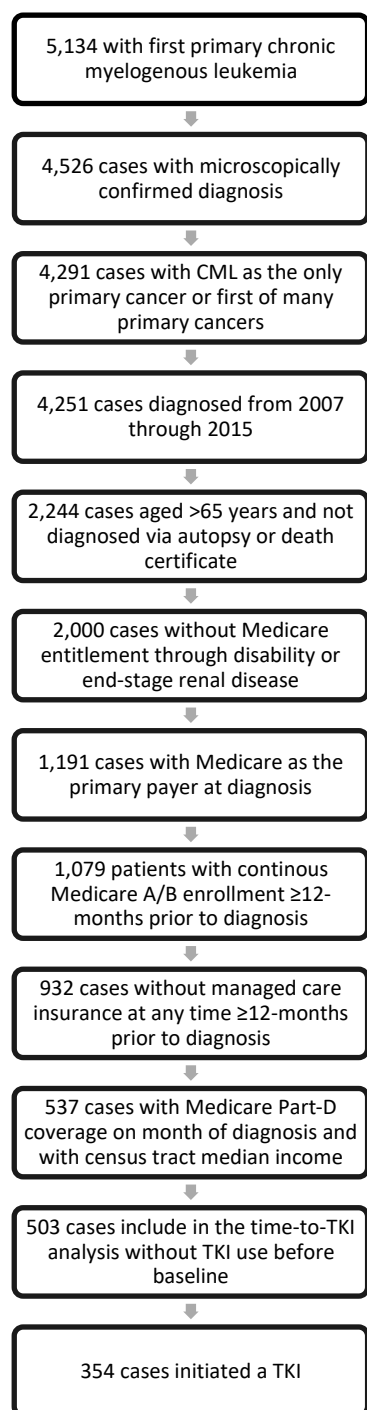 5,134 with first primary chronic
myelogenous leukemia
4,526 cases with microscopically
confirmed diagnosis
4,291 cases with CML as the only
primary cancer or first of many
primary cancers
4,251 cases diagnosed from 2007
through 2015
2,244 cases aged >65 years and not
diagnosed via autopsy or death
certificate
2,000 cases without Medicare
entitlement through disability or
end-stage renal disease
1,191 cases with Medicare as the
primary payer at diagnosis
1,079 patients with continous
Medicare A/B enrollment ≥12-
months prior to diagnosis
932 cases without managed care
insurance at any time ≥12-months
prior to diagnosis
537 cases with Medicare Part-D
coverage on month of diagnosis and
with census tract median income
503 cases include in the time-to-TKI
analysis without TKI use before
baseline
354 cases initiated a TKI